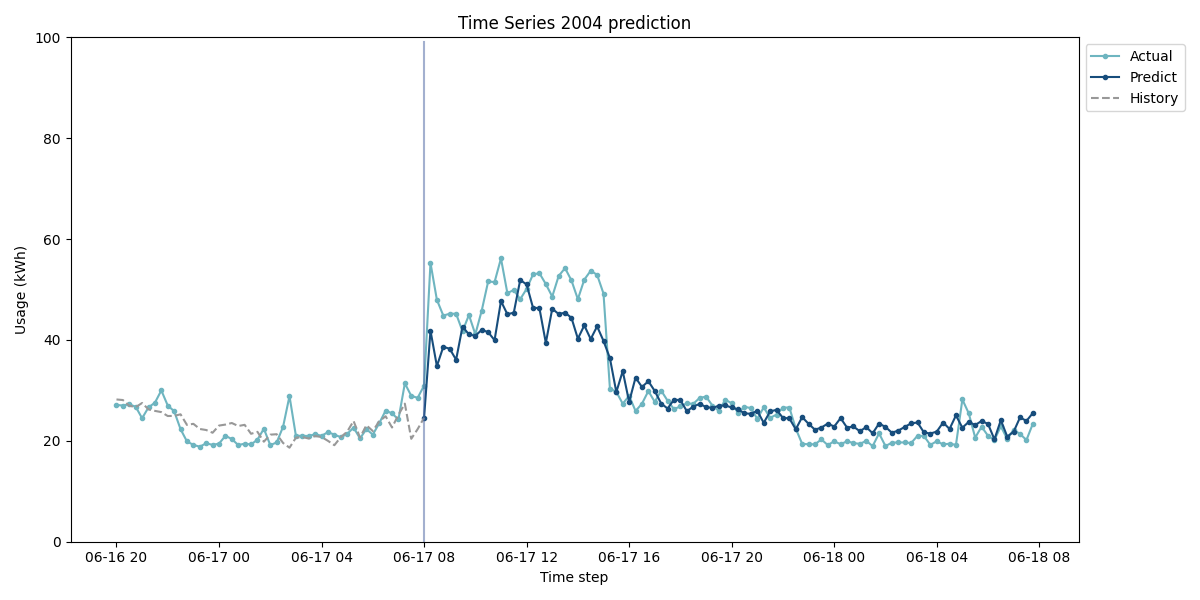 Time Series 2004 prediction
Usage (kWh)
100
80
60
40
20
0
06-16 20
06-17 00
06-17 04
06-17 08
06-17 12
06-17 16
06-17 20
06-18 00
06-18 04
06-18 08
Time step
Actual
Predict
History